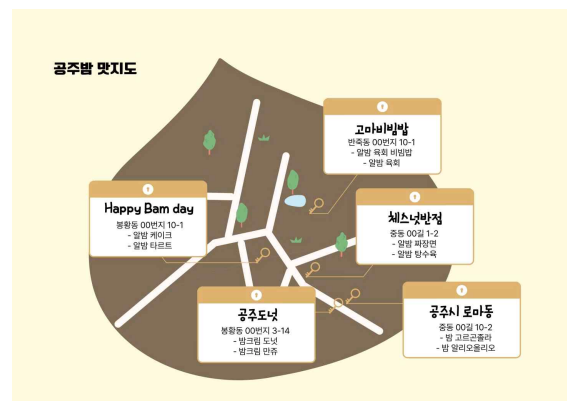 공주밤 맛지도
고마비빔밥
반죽동 00번지 10-1
- 알밤 육회 비빔밥
- 알밤 육회
Happy Bam day
봉황동 00번지 10-1
- 알밤 케이크
- 알밤 타르트
체스넛반점
중동 00길 1-2
- 알밤 짜장면
- 알밤 탕수육
공주도넛
봉황동 00번지 3-14
- 밤크림 도넛
- 밤크림 만쥬
공주시 로마동
중동 00길 10-2
- 밤 고르곤졸라
- 밤 알리오올리오